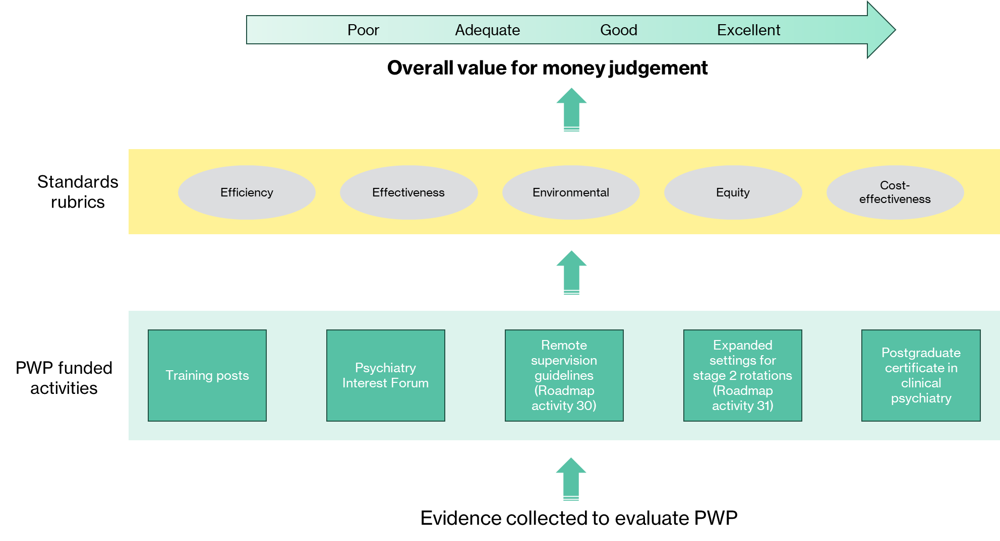 Poor Adequate Good Excellent
Overall value for money judgement
Standards
rubrics
Efficiency
Effectiveness
Environmental
Equity
Cost-
effectiveness
PWP funded
activities
Training posts
Psychiatry
Interest Forum
Remote
supervision
guidelines
(Roadmap
activity 30)
Expanded
settings for
stage 2 rotations
(Roadmap
activity 31)
Postgraduate
certificate in
clinical
psychiatry
Evidence collected to evaluate PWP